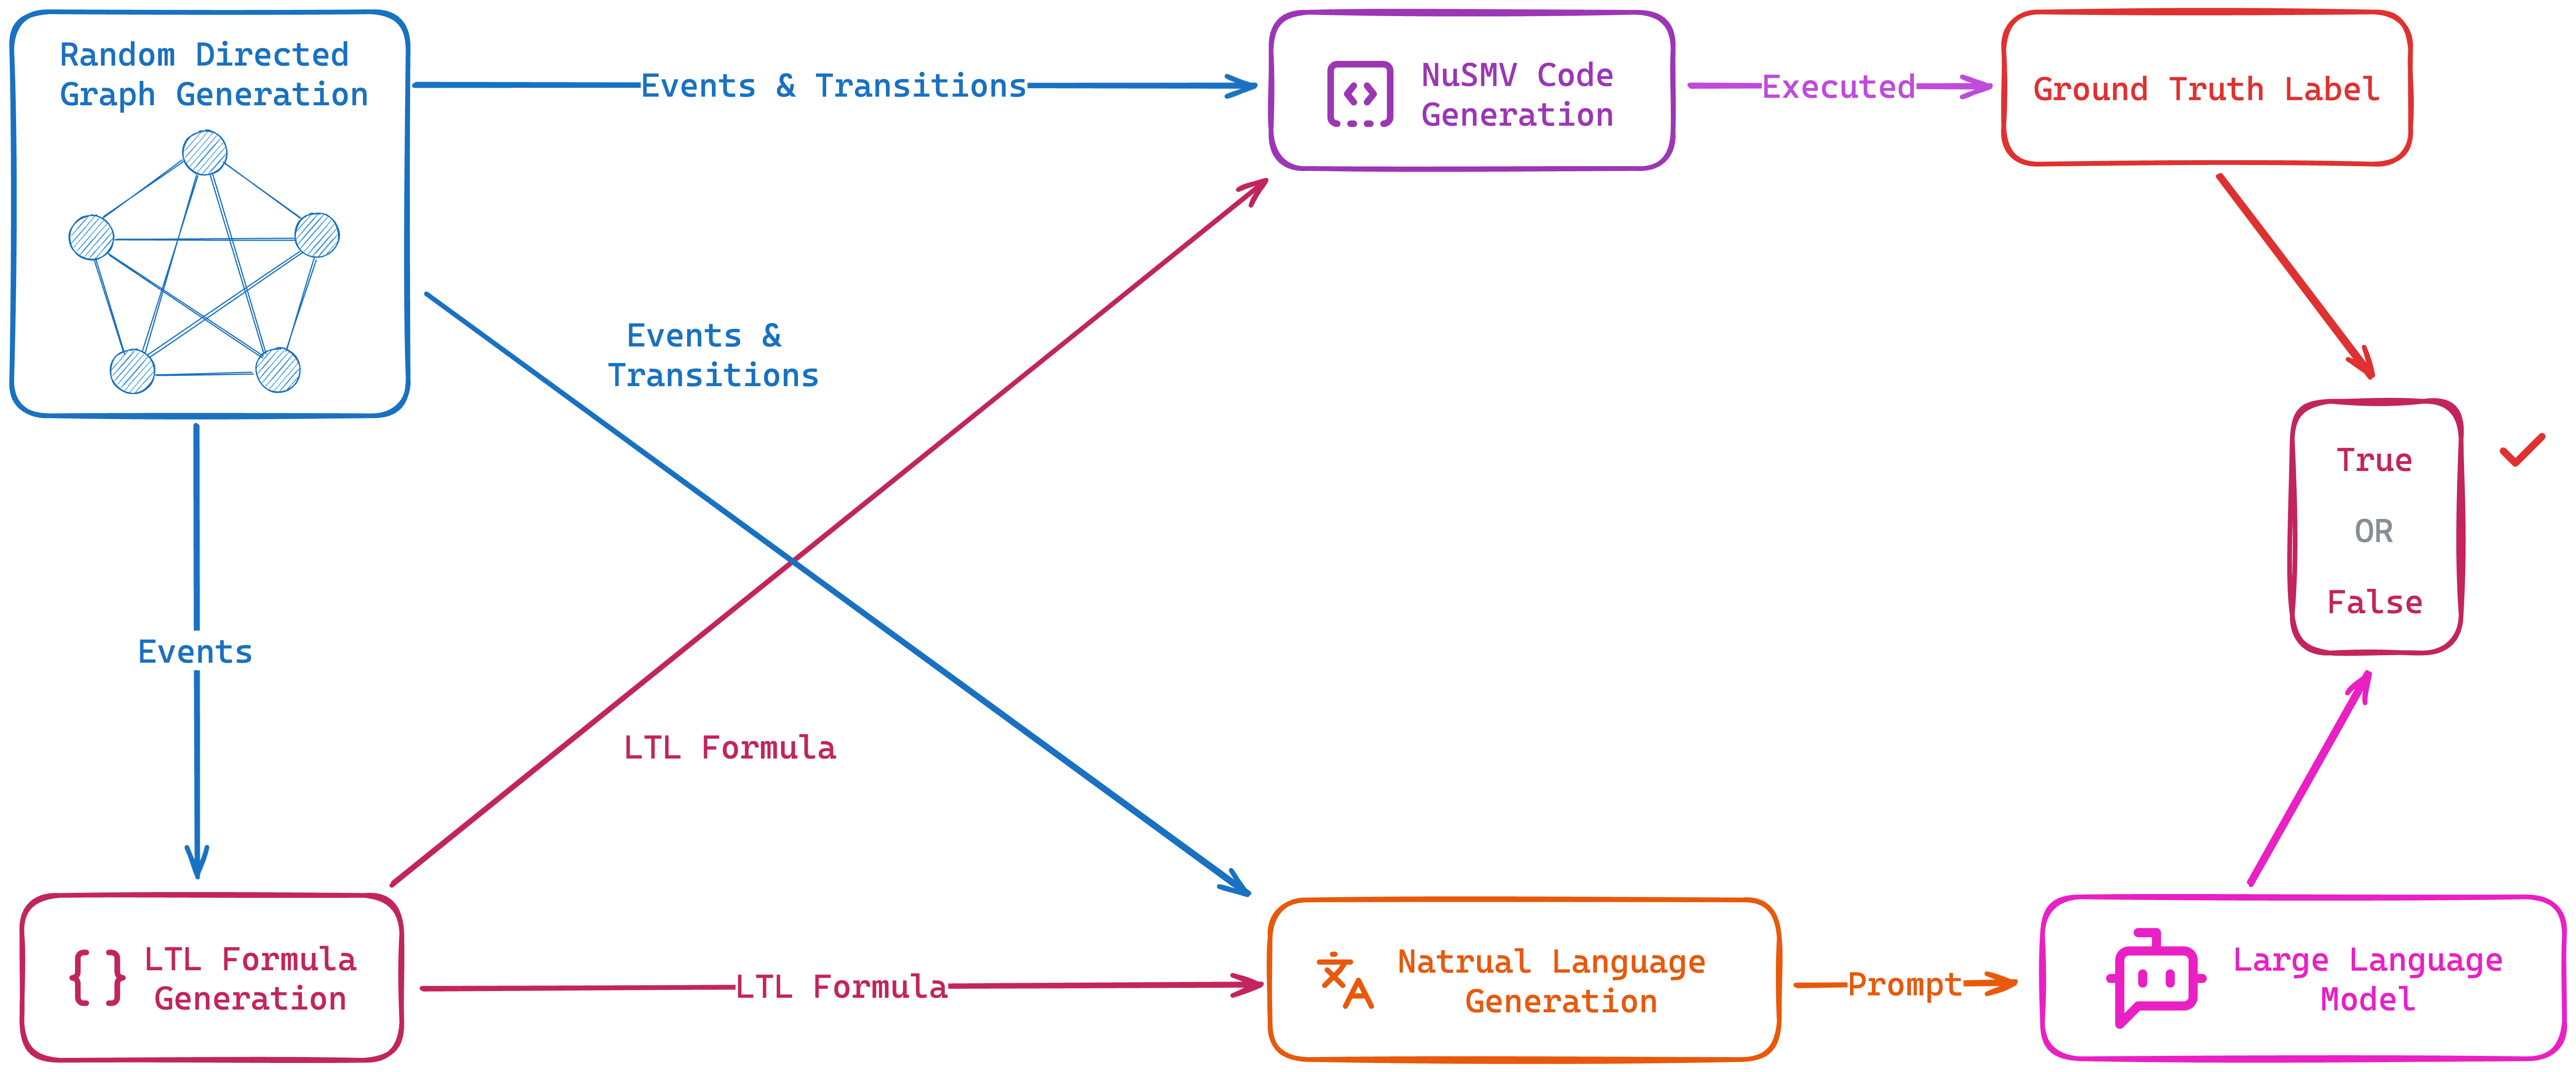 Random Directed
Graph Generation
Events & Transitions
NuSMV Code
Generation
Executed
Ground Truth Label
Events &
Transitions
True
OR
False
Events
LTL Formula
LTL Formula
Generation
LTL Formula
Natrual Language
Generation
Prompt
Large Language
Model